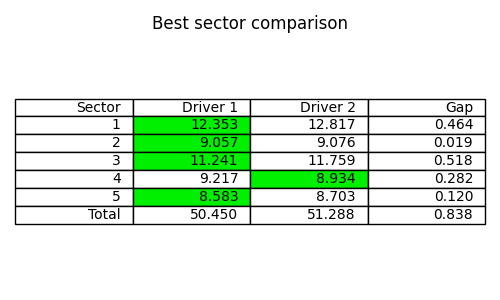 Best sector comparison
Sector Driver 1 Driver 2 Gap
1 12.353 12.817 0.464
2 9.057 9.076 0.019
3 11.241 11.759 0.518
4 9.217 8.934 0.282
5 8.583 8.703 0.120
Total 50.450 51.288 0.838